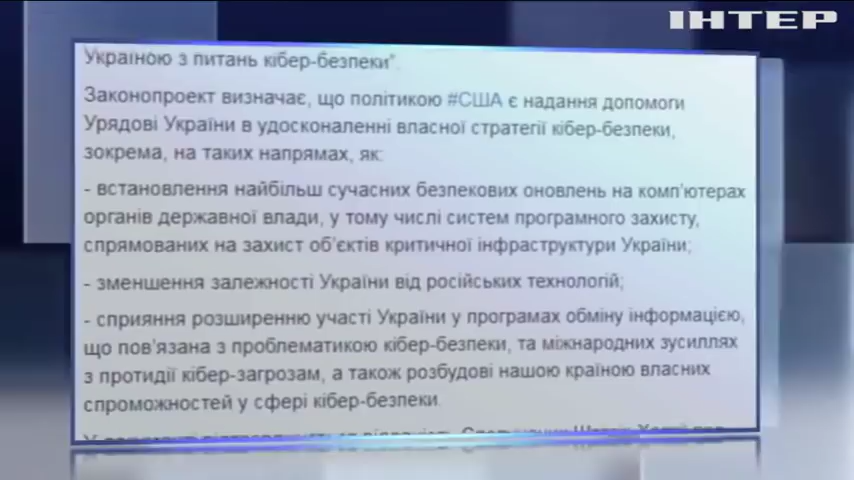 ІНТЕР
Україною з питань кібер-безпеки".
Законопроект визначає, що політикою #США є надання допомоги
Урядові України в удосконаленні власної стратегії кібер-безпеки,
зокрема, на таких напрямах, як:
- встановлення найбільш сучасних безпекових оновлень на комп'ютерах
органів державної влади, у тому числі систем програмного захисту,
спрямованих на захист об'єктів критичної інфраструктури України;
- зменшення залежності України від російських технологій;
- сприяння розширенню участі України у програмах обміну інформацією,
що пов'язана з проблематикою кібер-безпеки, та міжнародних зусиллях
з протидії кібер-загрозам, а також розбудові нашою країною власних
спроможностей у сфері кібер-безпеки